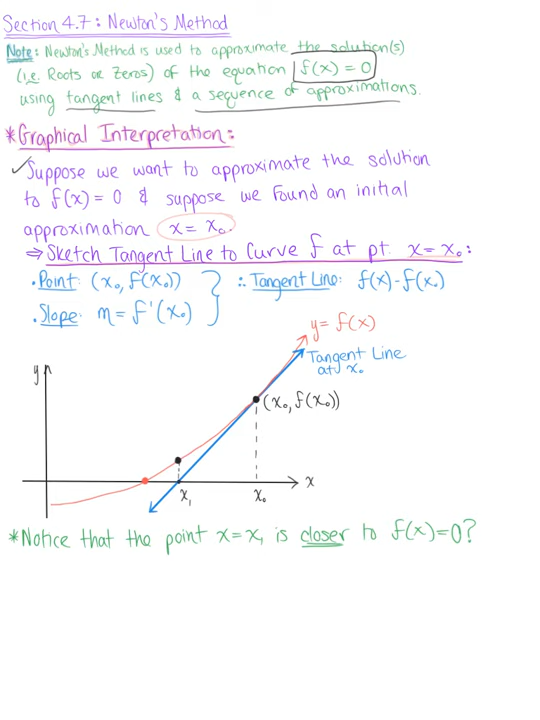 Section 4.7: Newton's Method
Note: Newton's Method is used to approximate the solution(s)
(i.e. Roots or Zeros) of the equation f(x) = 0
using tangent lines & a sequence of approximations.
*Graphical Interpretation:
✓Suppose we want to approximate the solution
to f(x) = 0 & suppose we found an initial
approximation x = x₀.
⇒ Sketch Tangent Line to Curve f at pt. x = x₀:
• Point: (x₀, f(x₀)) } ∴ Tangent Line: f(x) - f(x₀)
• Slope: m = f'(x₀)
y = f(x)
Tangent Line
at x₀
y
(x₀, f(x₀))
x
x₁ x₀
*Notice that the point x = x₁ is closer to f(x) = 0?